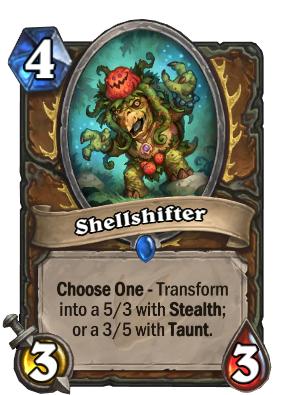 4
Shellshifter
Choose One - Transform
into a 5/3 with Stealth;
or a 3/5 with Taunt.
3
3